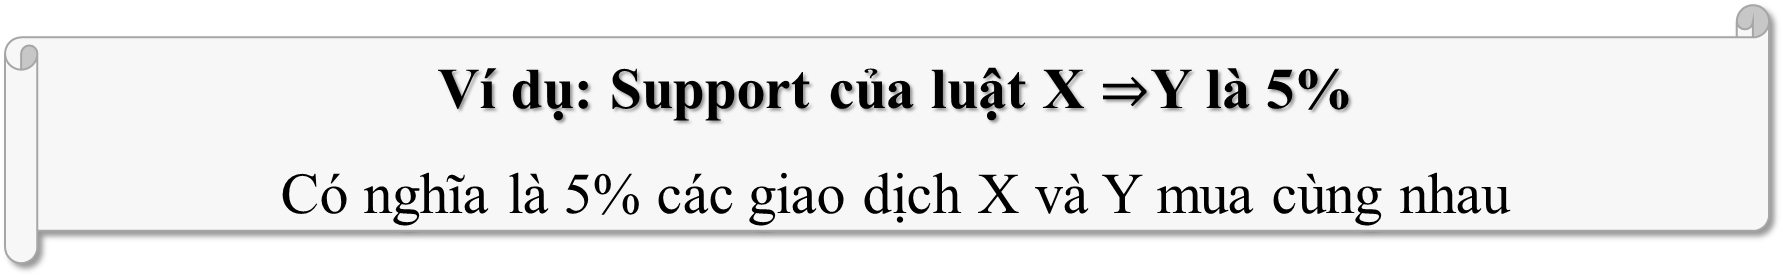 Ví dụ: Support của luật X ⇒Y là 5%
Có nghĩa là 5% các giao dịch X và Y mua cùng nhau